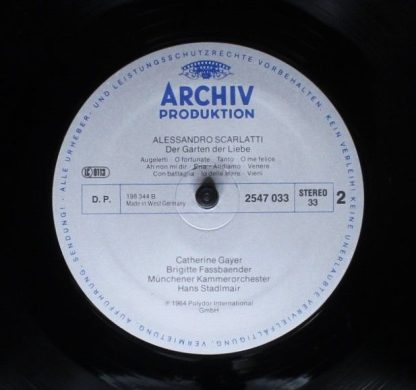 · ALLE URHEBER- UND LEISTUNGSSCHUTZRECHTE VORBEHALTEN · KEIN VERLEIH! KEINE UNERLAUBTE VERVIELFÄLTIGUNG, VERMIETUNG, AUFFÜHRUNG, SENDUNG!
ARCHIV
PRODUKTION
ALESSANDRO SCARLATTI
Der Garten der Liebe
Augeletti · O fortunate · Tanto · O me felice
Ah non mi dir · Andiamo · Venere
Con battaglia · Io delle · Vieni
LC 0113
D. P.
198 344 B
Made in West Germany
2547 033
STEREO
33
2
Catherine Gayer
Brigitte Fassbaender
Münchener Kammerorchester
Hans Stadlmair
℗ 1964 Polydor International
GmbH